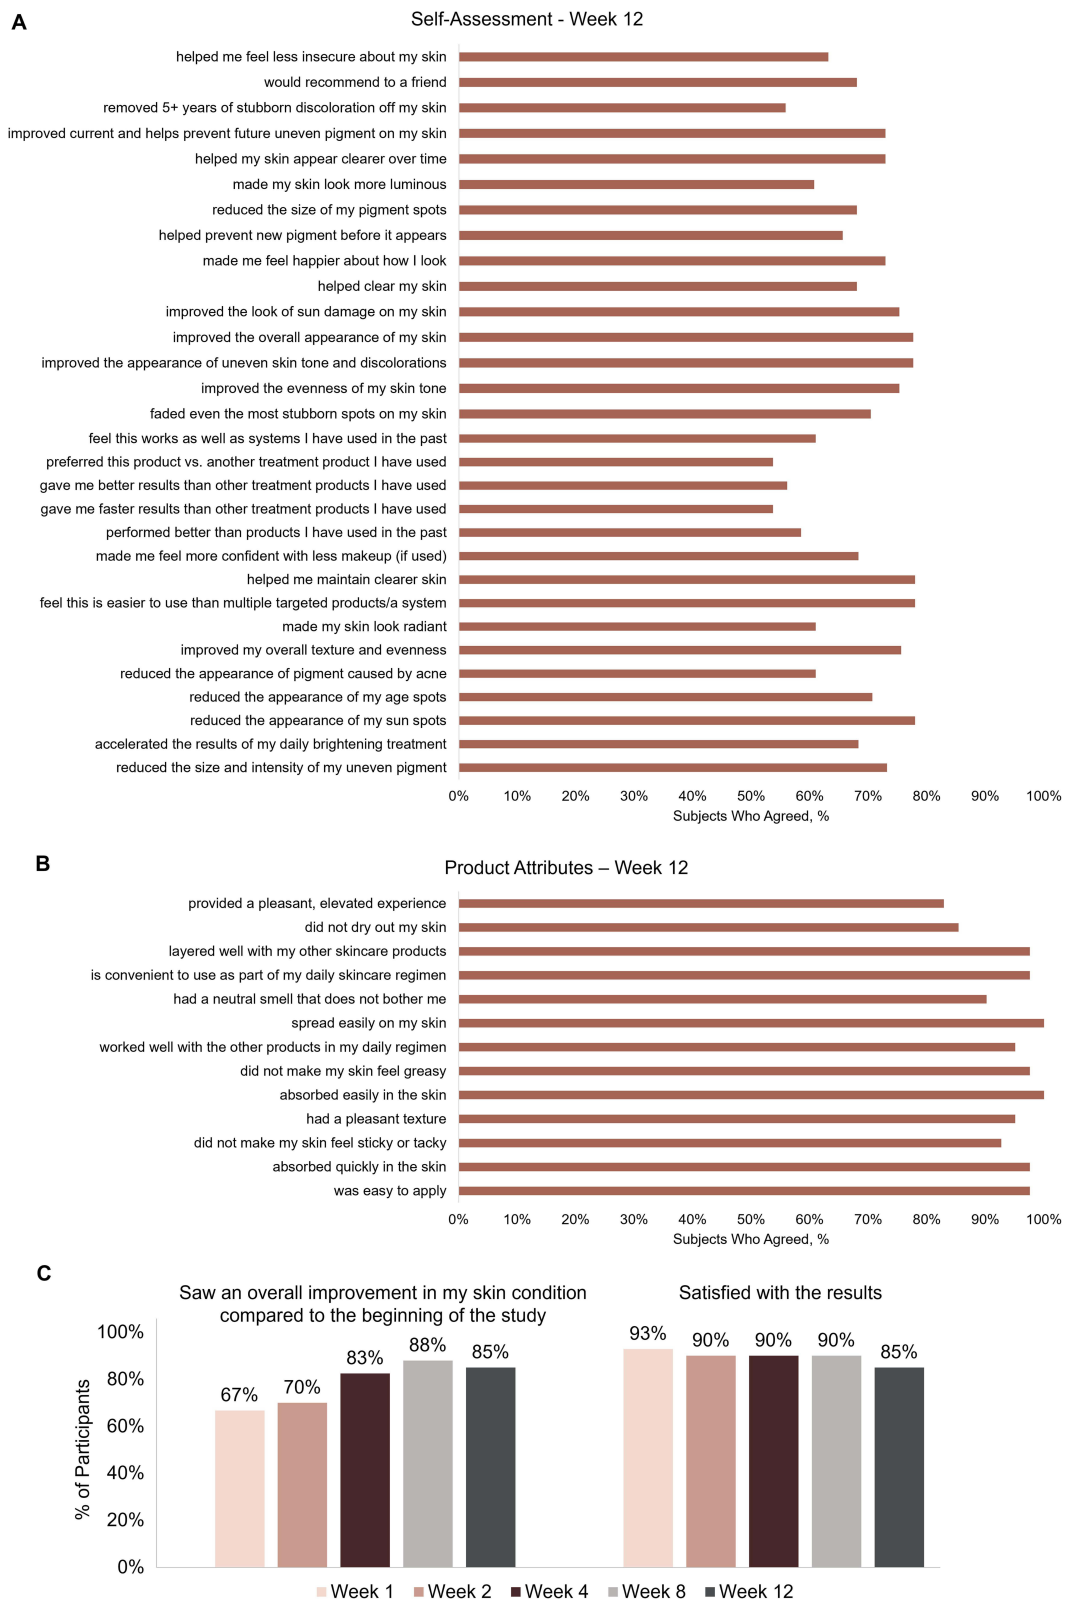 A
Self-Assessment - Week 12
helped me feel less insecure about my skin
would recommend to a friend
removed 5+ years of stubborn discoloration off my skin
improved current and helps prevent future uneven pigment on my skin
helped my skin appear clearer over time
made my skin look more luminous
reduced the size of my pigment spots
helped prevent new pigment before it appears
made me feel happier about how I look
helped clear my skin
improved the look of sun damage on my skin
improved the overall appearance of my skin
improved the appearance of uneven skin tone and discolorations
improved the evenness of my skin tone
faded even the most stubborn spots on my skin
feel this works as well as systems I have used in the past
preferred this product vs. another treatment product I have used
gave me better results than other treatment products I have used
gave me faster results than other treatment products I have used
performed better than products I have used in the past
made me feel more confident with less makeup (if used)
helped me maintain clearer skin
feel this is easier to use than multiple targeted products/a system
made my skin look radiant
improved my overall texture and evenness
reduced the appearance of pigment caused by acne
reduced the appearance of my age spots
reduced the appearance of my sun spots
accelerated the results of my daily brightening treatment
reduced the size and intensity of my uneven pigment
0% 10% 20% 30% 40% 50% 60% 70% 80% 90% 100%
Subjects Who Agreed, %
B
Product Attributes – Week 12
provided a pleasant, elevated experience
did not dry out my skin
layered well with my other skincare products
is convenient to use as part of my daily skincare regimen
had a neutral smell that does not bother me
spread easily on my skin
worked well with the other products in my daily regimen
did not make my skin feel greasy
absorbed easily in the skin
had a pleasant texture
did not make my skin feel sticky or tacky
absorbed quickly in the skin
was easy to apply
0% 10% 20% 30% 40% 50% 60% 70% 80% 90% 100%
Subjects Who Agreed, %
C
Saw an overall improvement in my skin condition
compared to the beginning of the study
Satisfied with the results
% of Participants
100%
80%
60%
40%
20%
0%
67% 70% 83% 88% 85%
93% 90% 90% 90% 85%
Week 1 Week 2 Week 4 Week 8 Week 12